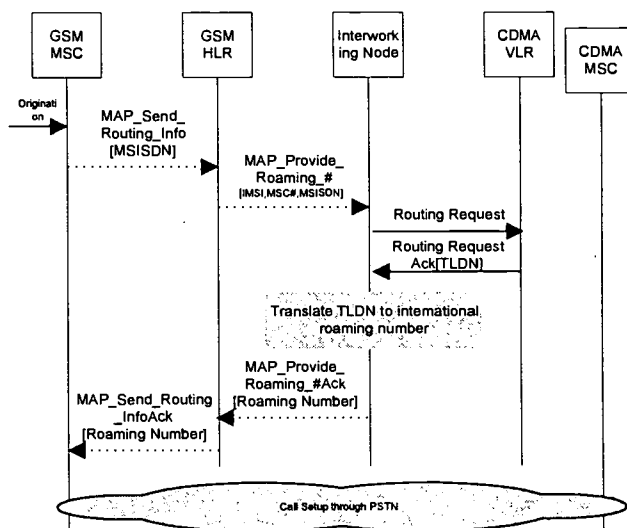 GSM
MSC
GSM
HLR
Interwork
ing Node
CDMA
VLR
CDMA
MSC
Originati
on
MAP_Send_
Routing_Info
[MSISDN]
MAP_Provide_
Roaming_#
[IMSI,MSC#,MSISDN]
Routing Request
Routing Request
Ack[TLDN]
Translate TLDN to international
roaming number
MAP_Provide_
Roaming_#Ack
[Roaming Number]
MAP_Send_Routing
_InfoAck
[Roaming Number]
Call Setup through PSTN